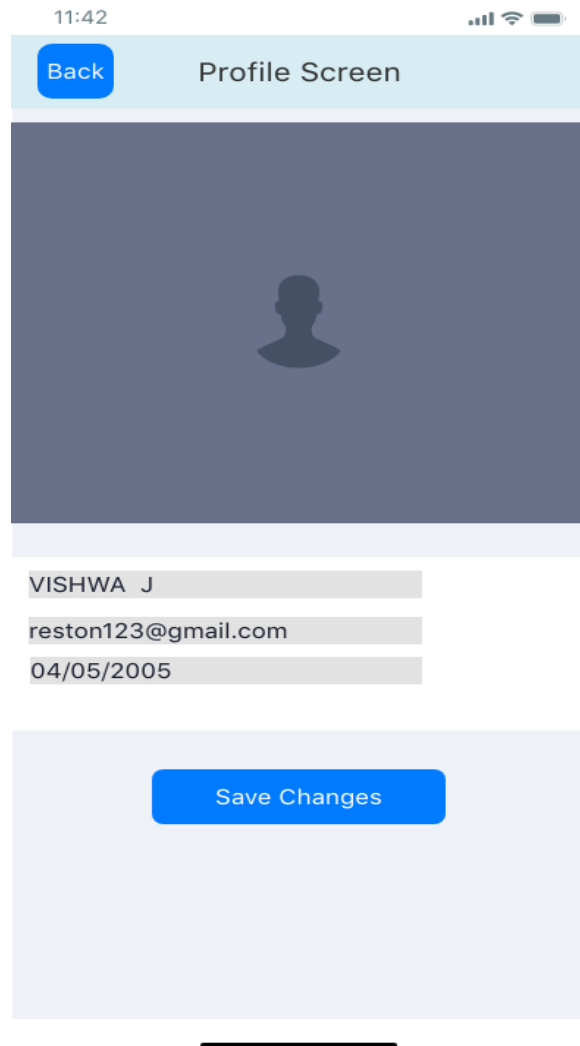 11:42
Back Profile Screen
VISHWA J
reston123@gmail.com
04/05/2005
Save Changes